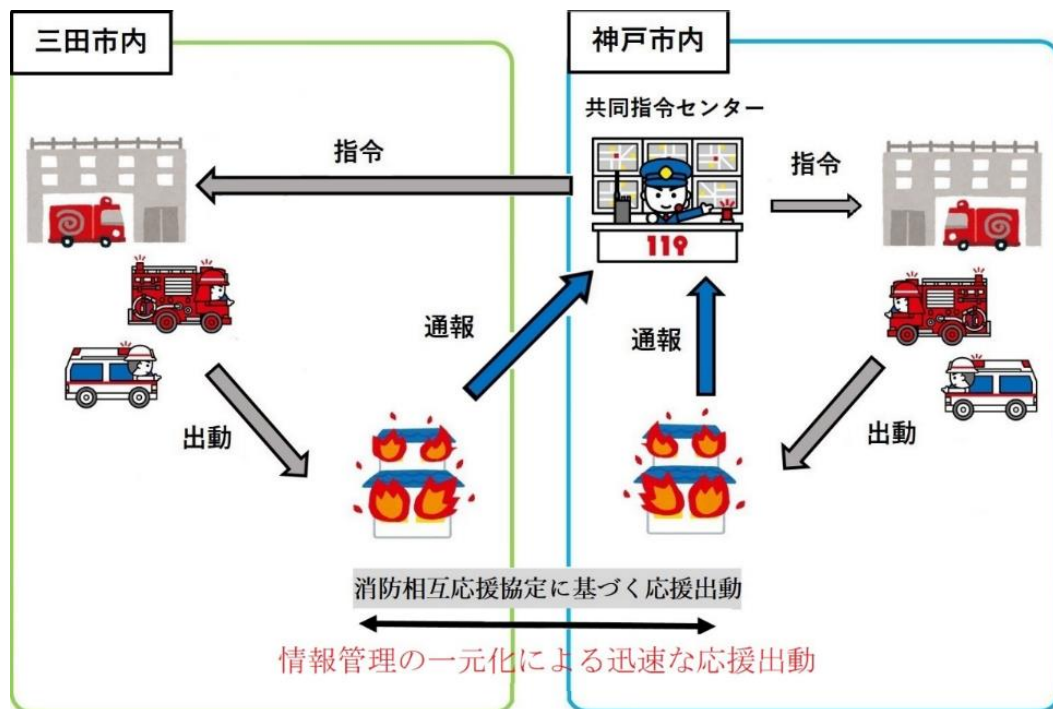 三田市内
神戸市内
共同指令センター
指令
指令
119
通報
通報
出動
出動
消防相互応援協定に基づく応援出動
情報管理の一元化による迅速な応援出動